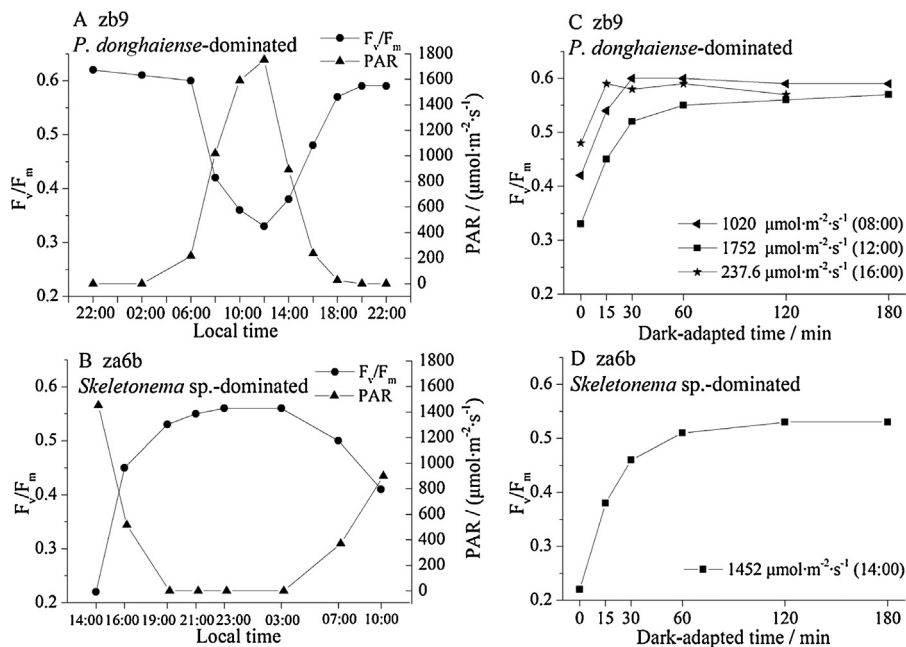 A zb9
P. donghaiense-dominated
Fv/Fm
PAR
0.6
0.5
0.4
0.3
0.2
Fv/Fm
1800
1600
1400
1200
1000
800
600
400
200
0
PAR / (μmol·m-2·s-1)
22:00 02:00 06:00 10:00 14:00 18:00 22:00
Local time
C zb9
P. donghaiense-dominated
0.6
0.5
0.4
0.3
0.2
Fv/Fm
1020 μmol·m-2·s-1 (08:00)
1752 μmol·m-2·s-1 (12:00)
237.6 μmol·m-2·s-1 (16:00)
0 15 30 60 120 180
Dark-adapted time / min
B za6b
Skeletonema sp.-dominated
Fv/Fm
PAR
0.6
0.5
0.4
0.3
0.2
Fv/Fm
1800
1600
1400
1200
1000
800
600
400
200
0
PAR / (μmol·m-2·s-1)
14:00 16:00 19:00 21:00 23:00 03:00 07:00 10:00
Local time
D za6b
Skeletonema sp.-dominated
0.6
0.5
0.4
0.3
0.2
Fv/Fm
1452 μmol·m-2·s-1 (14:00)
0 15 30 60 120 180
Dark-adapted time / min